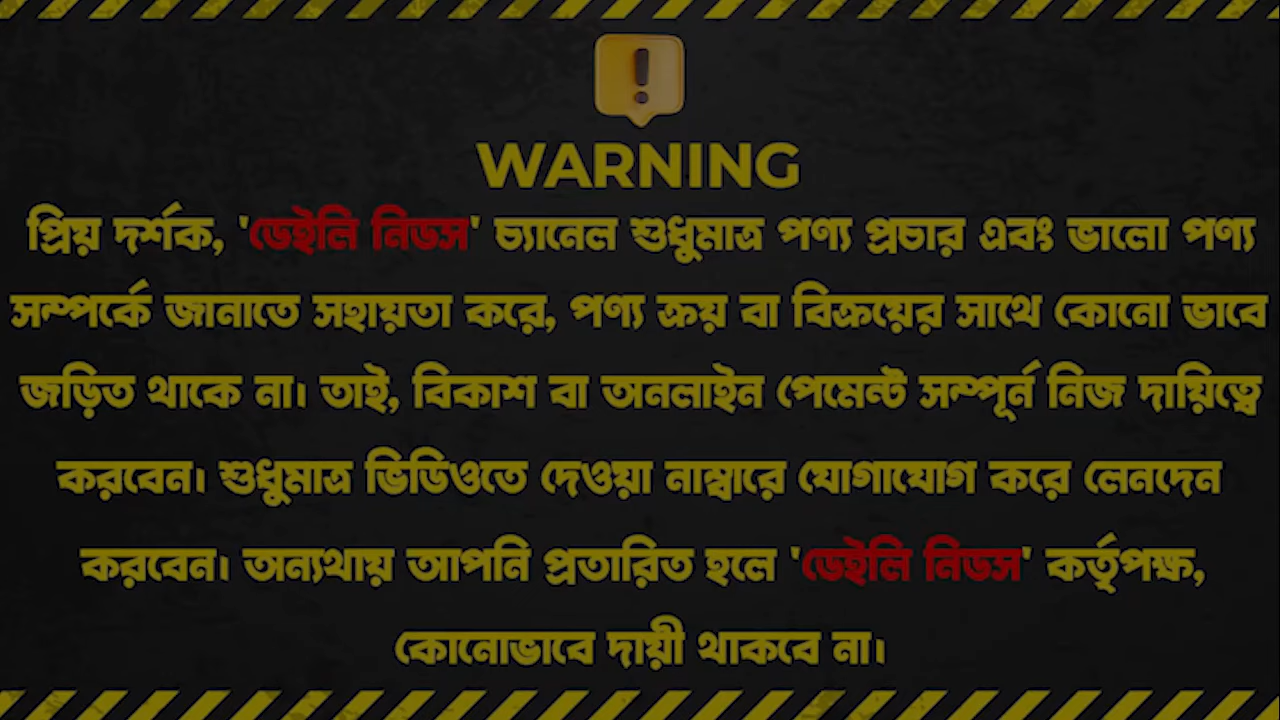 WARNING
প্রিয় দর্শক, 'ডেইলি নিডস' চ্যানেল শুধুমাত্র পণ্য প্রচার এবং ভালো পণ্য
সম্পর্কে জানাতে সহায়তা করে, পণ্য ক্রয় বা বিক্রয়ের সাথে কোনো ভাবে
জড়িত থাকে না। তাই, বিকাশ বা অনলাইন পেমেন্ট সম্পূর্ন নিজ দায়িত্বে
করবেন। শুধুমাত্র ভিডিওতে দেওয়া নাম্বারে যোগাযোগ করে লেনদেন
করবেন। অন্যথায় আপনি প্রতারিত হলে 'ডেইলি নিডস' কর্তৃপক্ষ,
কোনোভাবে দায়ী থাকবে না।